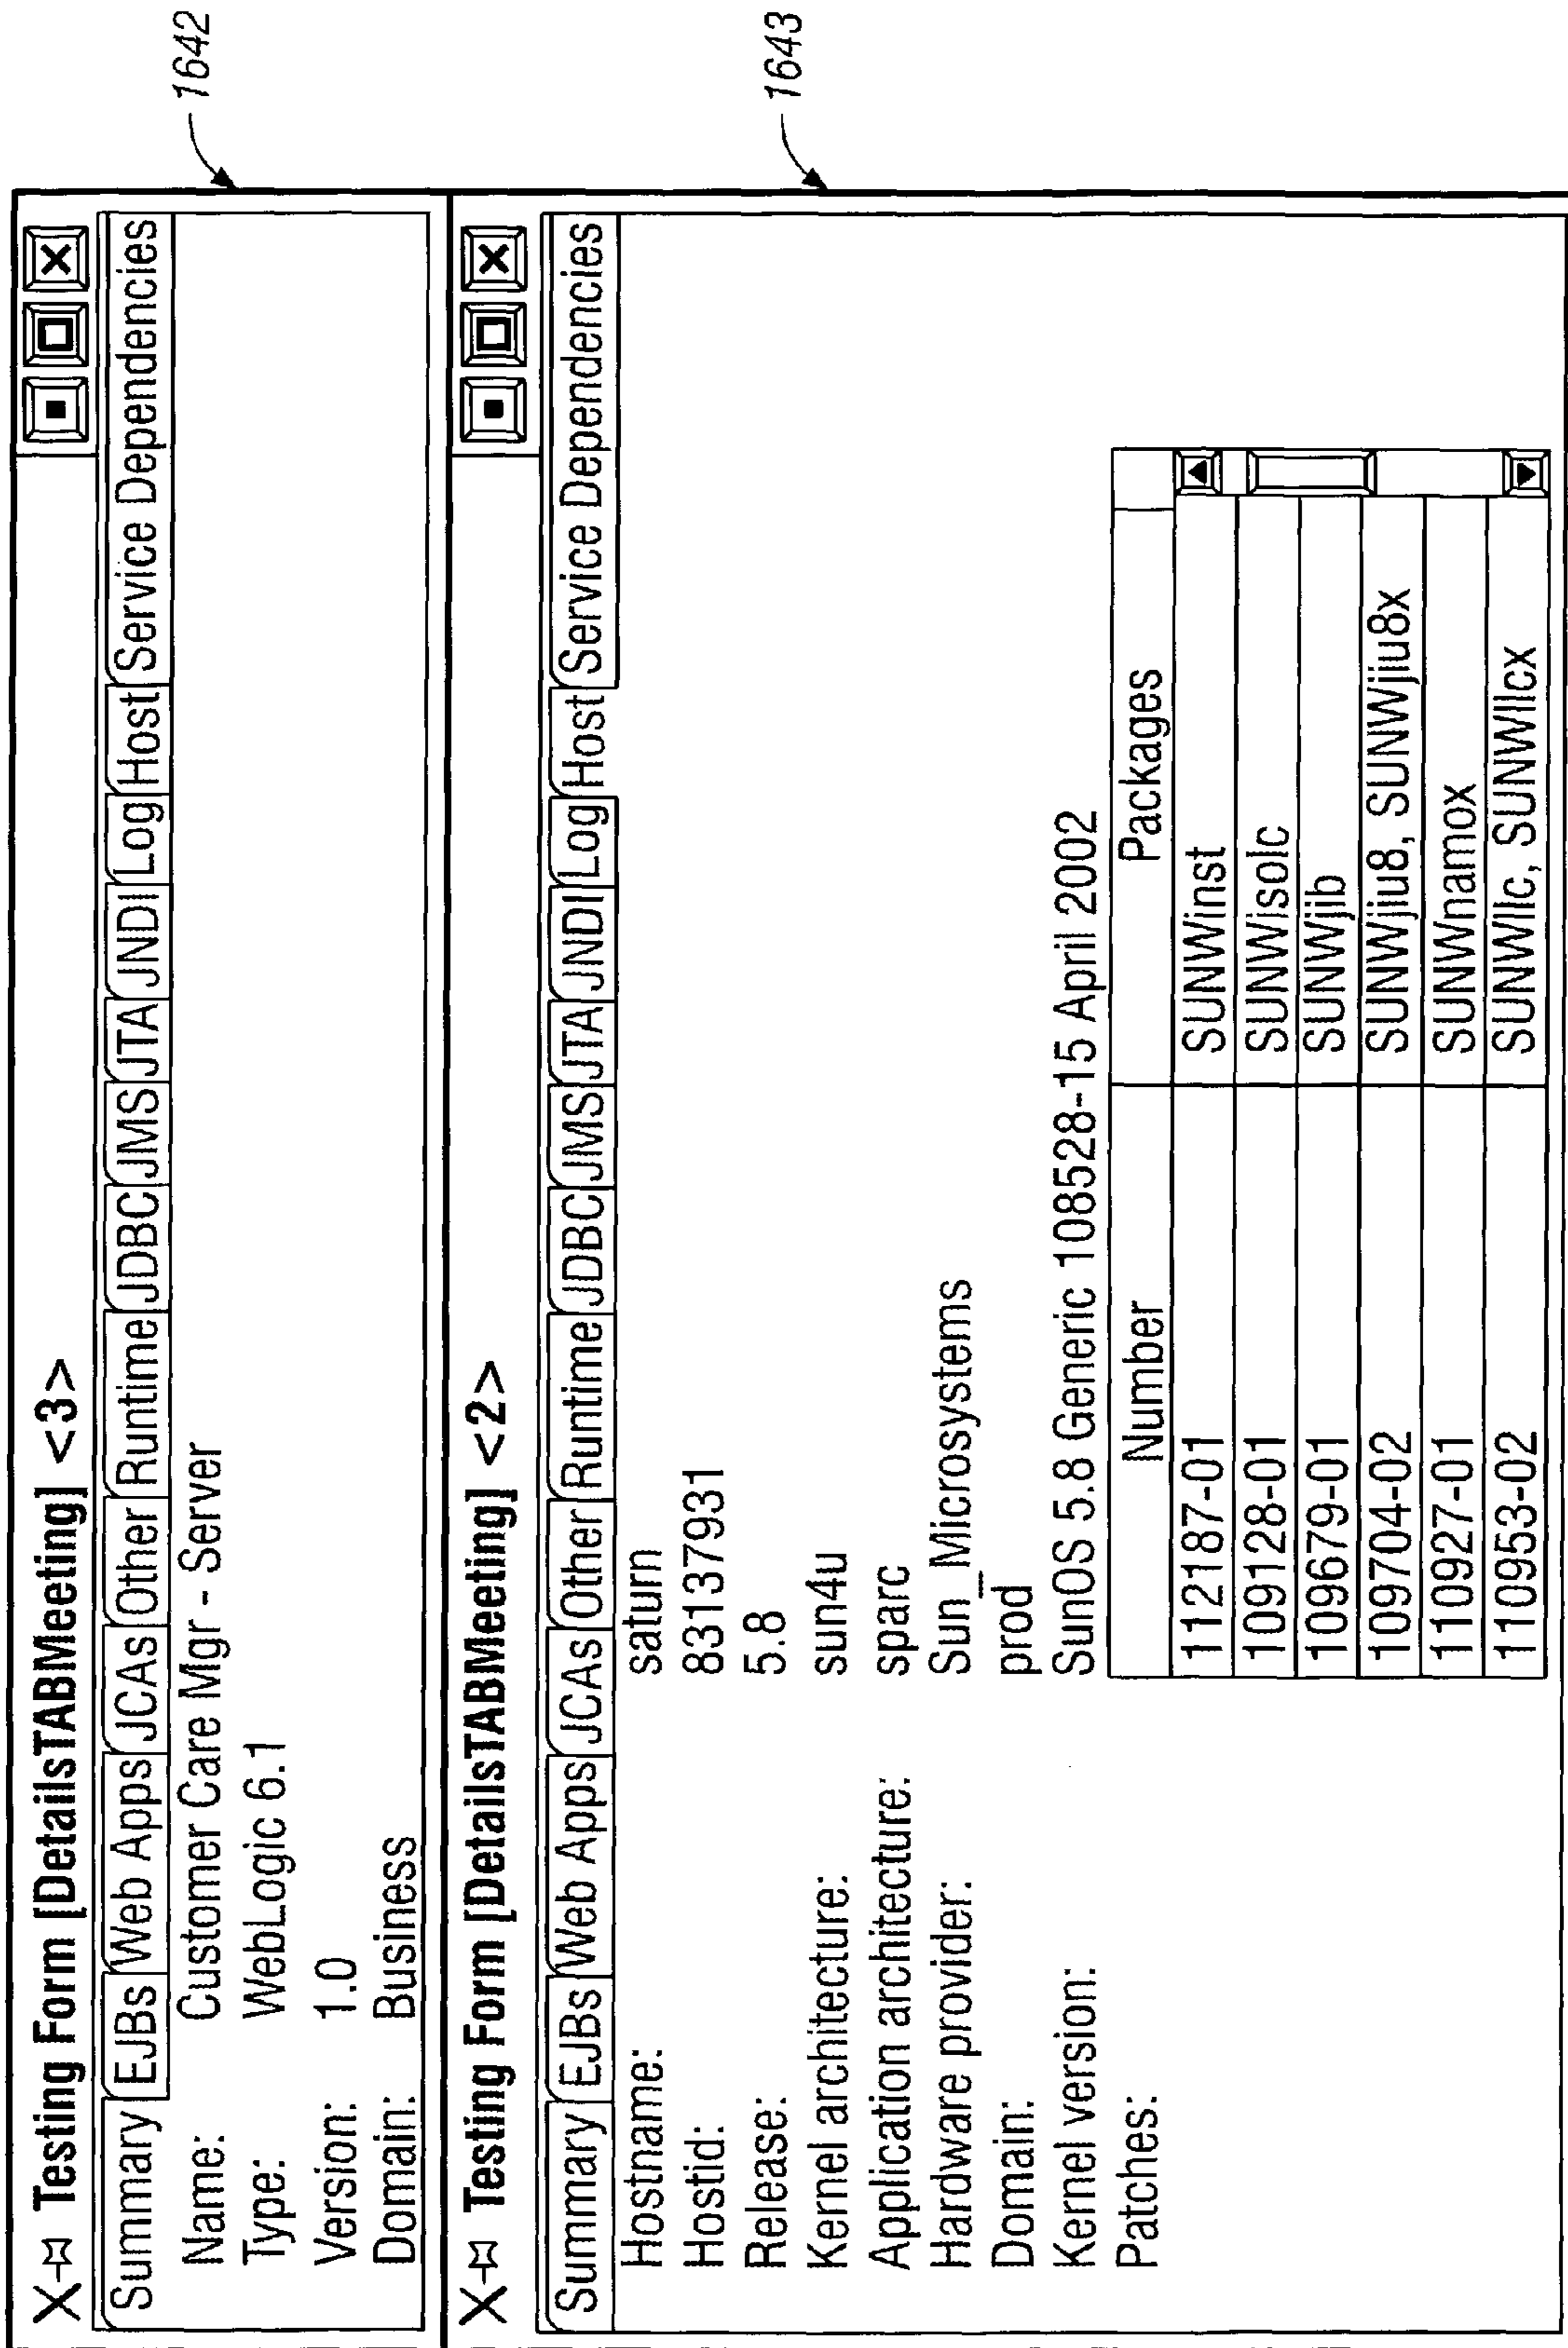 Testing Form [DetailsTABMeeting] <3>
Summary EJBs Web Apps JCAs Other Runtime JDBC JMS JTA JNDI Log Host Service Dependencies
Name: Customer Care Mgr - Server
Type: WebLogic 6.1
Version: 1.0
Domain: Business
1642
Testing Form [DetailsTABMeeting] <2>
Summary EJBs Web Apps JCAs Other Runtime JDBC JMS JTA JNDI Log Host Service Dependencies
Hostname: saturn
Hostid: 83137931
Release: 5.8
Kernel architecture: sun4u
Application architecture: sparc
Hardware provider: Sun_Microsystems
Domain: prod
Kernel version: SunOS 5.8 Generic 108528-15 April 2002
Patches:
Number Packages
112187-01 SUNWinst
109128-01 SUNWisolc
109679-01 SUNWjib
109704-02 SUNWjiu8, SUNWjiu8x
110927-01 SUNWnamox
110953-02 SUNWllc, SUNWllcx
1643